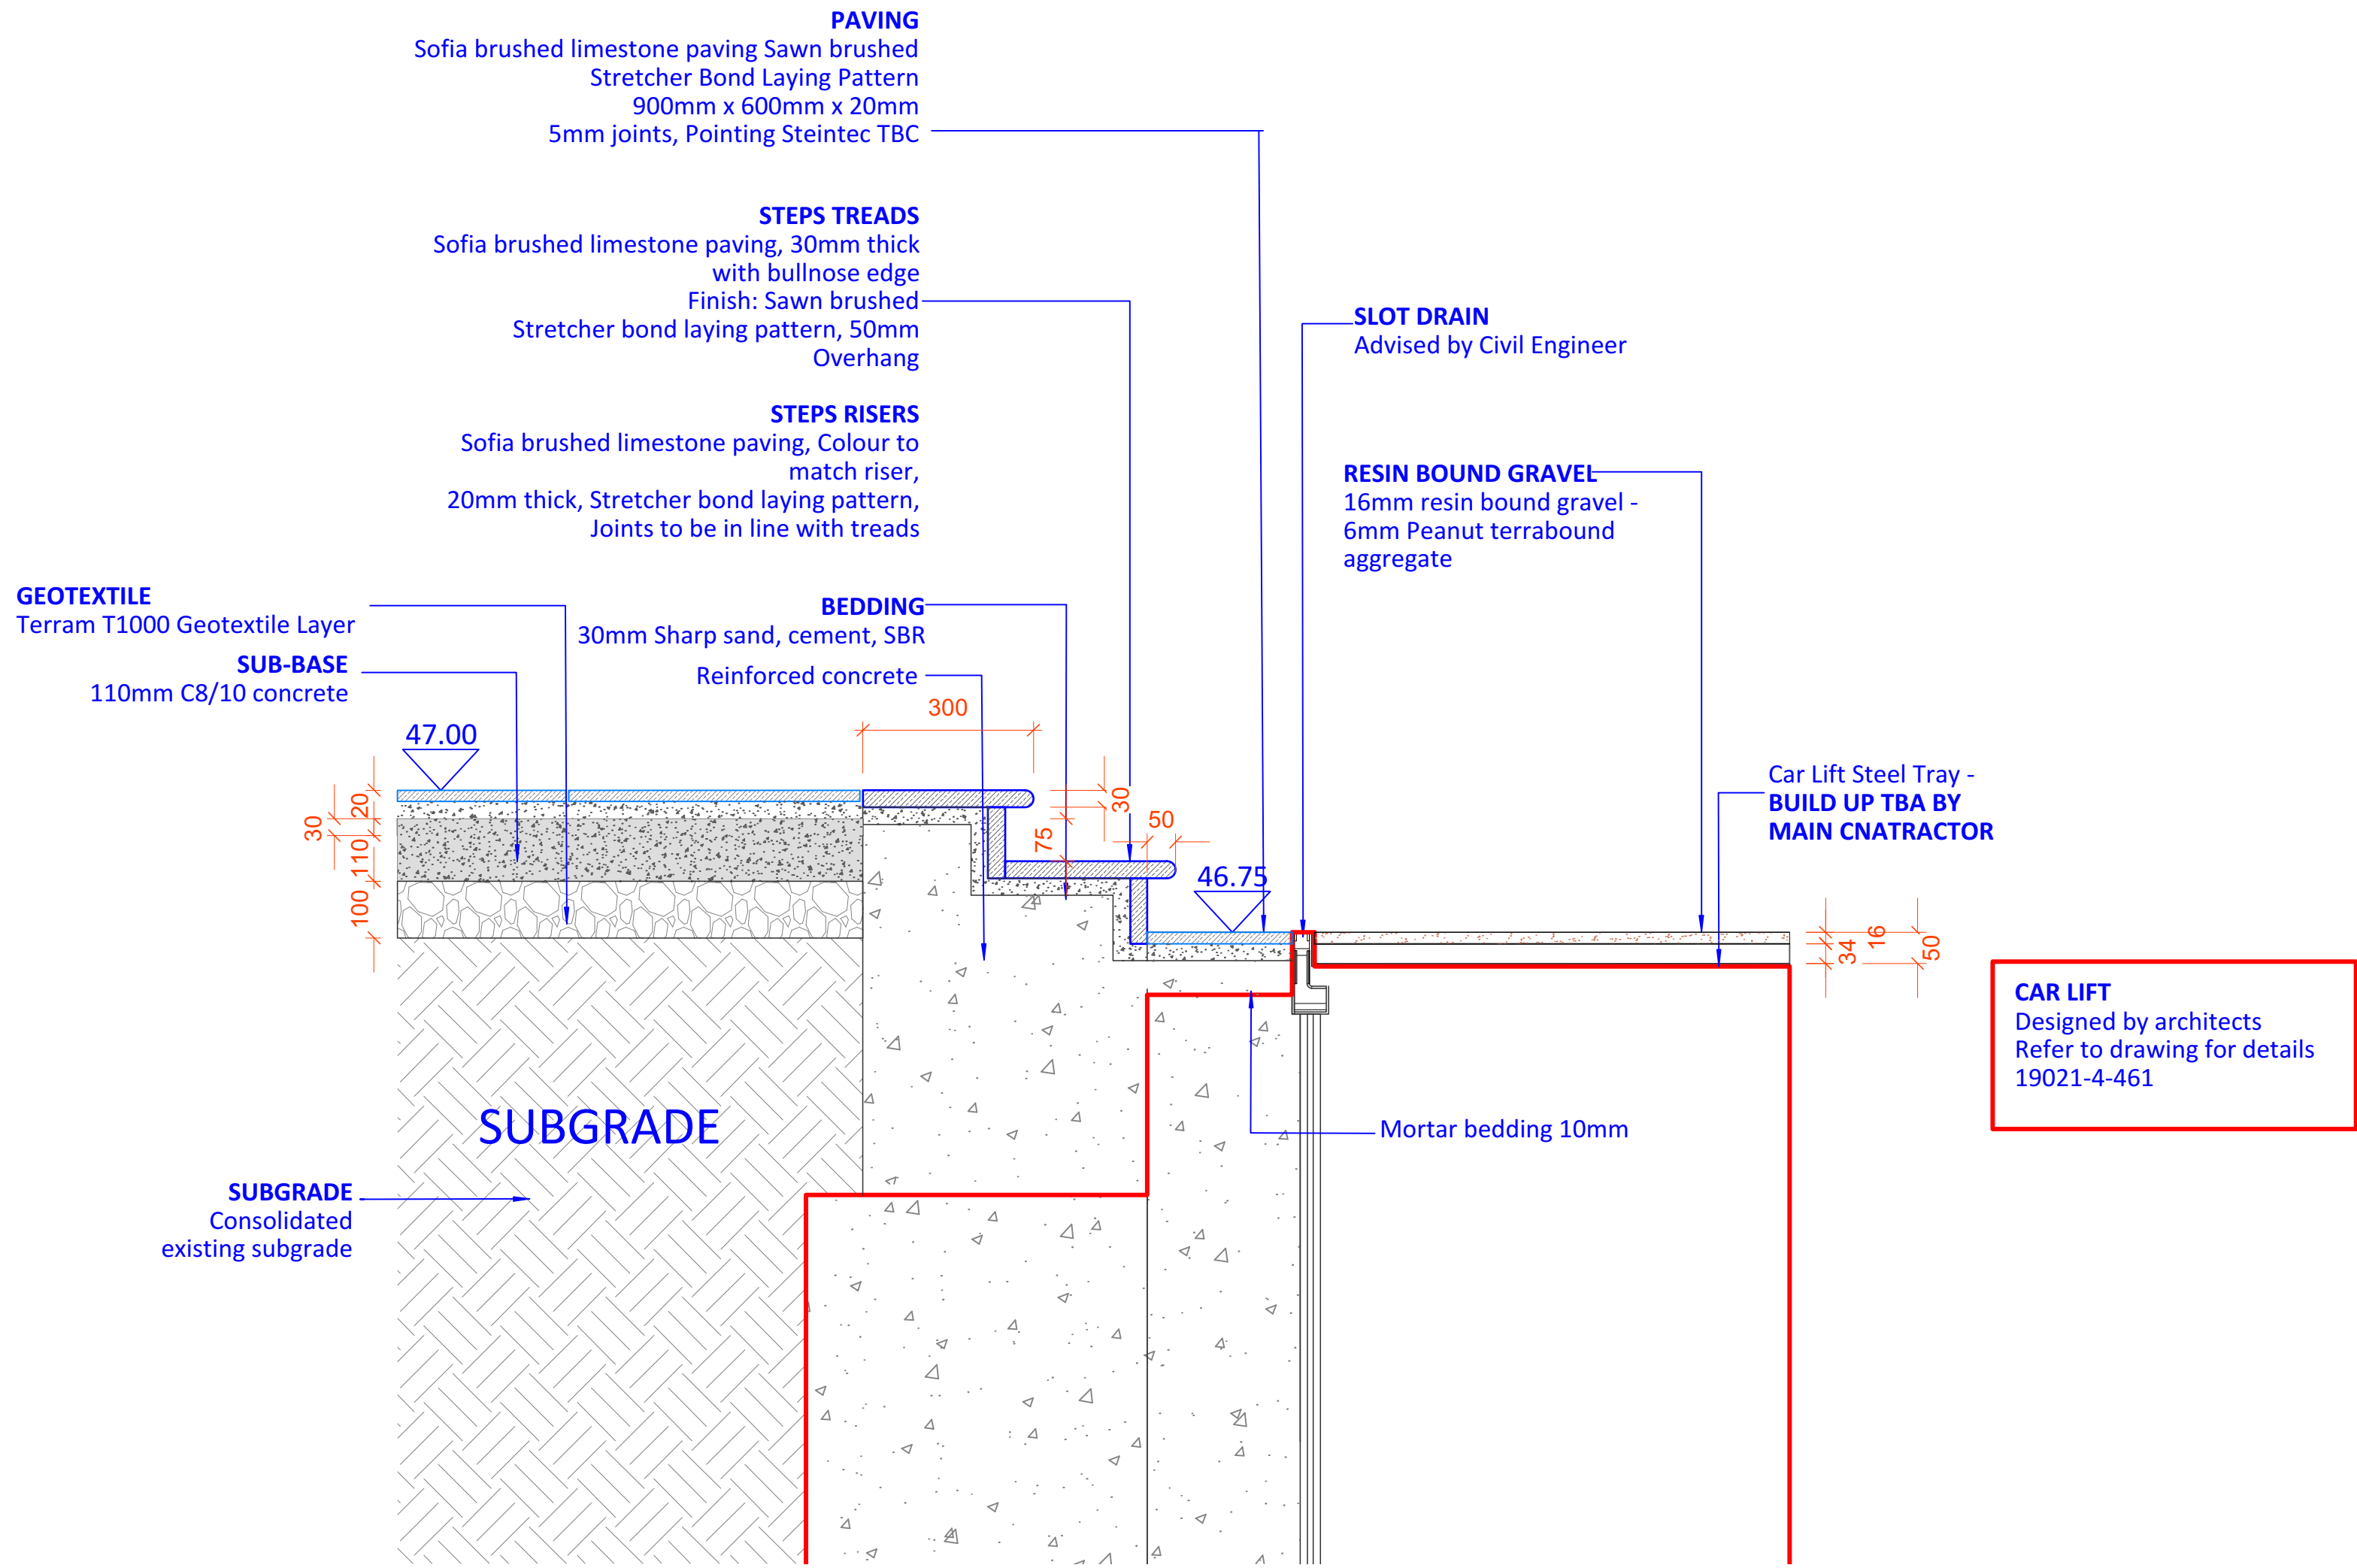 PAVING
Sofia brushed limestone paving Sawn brushed
Stretcher Bond Laying Pattern
900mm x 600mm x 20mm
5mm joints, Pointing Steintec TBC
STEPS TREADS
Sofia brushed limestone paving, 30mm thick
with bullnose edge
Finish: Sawn brushed
Stretcher bond laying pattern, 50mm
Overhang
SLOT DRAIN
Advised by Civil Engineer
STEPS RISERS
Sofia brushed limestone paving, Colour to
match riser,
20mm thick, Stretcher bond laying pattern,
Joints to be in line with treads
RESIN BOUND GRAVEL
16mm resin bound gravel -
6mm Peanut terrabound
aggregate
GEOTEXTILE
Terram T1000 Geotextile Layer
SUB-BASE
110mm C8/10 concrete
BEDDING
30mm Sharp sand, cement, SBR
Reinforced concrete
300
47.00
20
30
110
100
30
75
50
46.75
Car Lift Steel Tray -
BUILD UP TBA BY
MAIN CNATRACTOR
16
34
50
CAR LIFT
Designed by architects
Refer to drawing for details
19021-4-461
SUBGRADE
Mortar bedding 10mm
SUBGRADE
Consolidated
existing subgrade